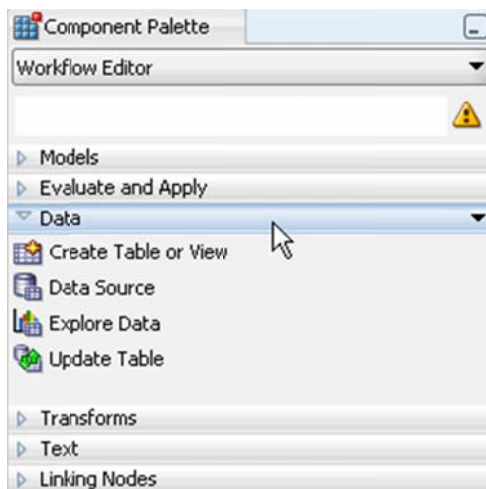 Component Palette
Workflow Editor
Models
Evaluate and Apply
Data
Create Table or View
Data Source
Explore Data
Update Table
Transforms
Text
Linking Nodes